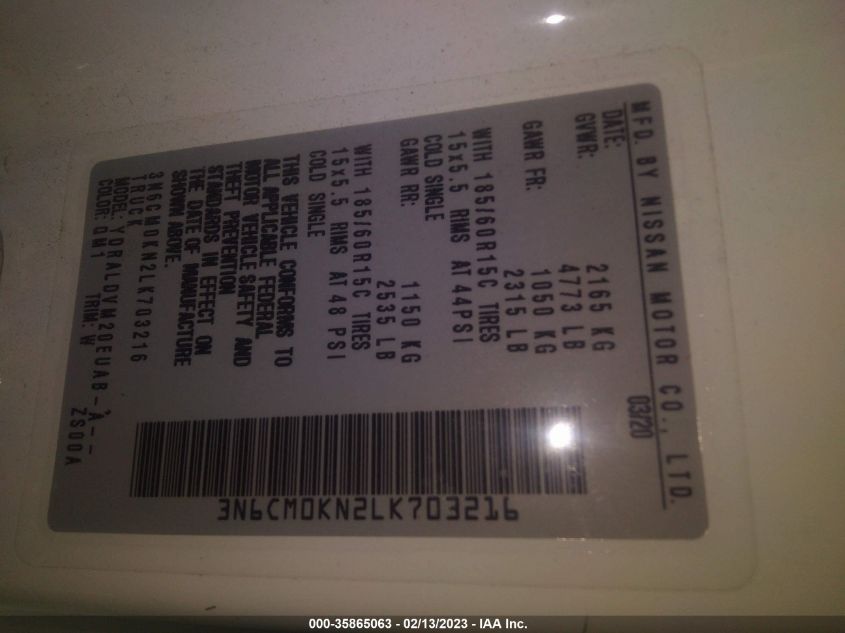 MFD. BY NISSAN MOTOR CO., LTD.
DATE: 03/20
GVWR: 2165 KG
4773 LB
GAWR FR: 1050 KG
2315 LB
WITH 185/60R15C TIRES
15x5.5 RIMS AT 44PSI
COLD SINGLE
GAWR RR: 1150 KG
2535 LB
WITH 185/60R15C TIRES
15x5.5 RIMS AT 48 PSI
COLD SINGLE
THIS VEHICLE CONFORMS TO
ALL APPLICABLE FEDERAL
MOTOR VEHICLE SAFETY AND
THEFT PREVENTION
STANDARDS IN EFFECT ON
THE DATE OF MANUFACTURE
SHOWN ABOVE.
3N6CM0KN2LK703216
TRUCK
MODEL: YDRALDVM20EUAB-A--
COLOR: QM1 TRIM: W ZS00A
3N6CM0KN2LK703216
000-35865063 - 02/13/2023 - IAA Inc.